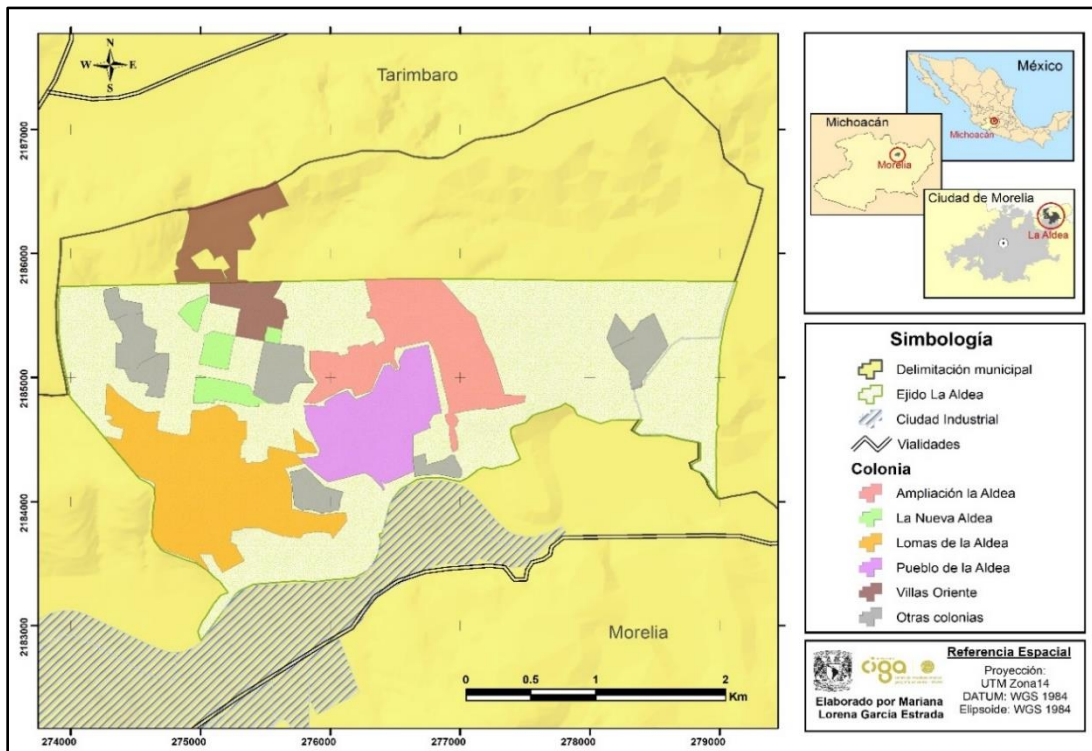 N
W E
S
Tarimbaro
Morelia
2187000
2186000
2185000
2184000
2183000
274000 275000 276000 277000 278000 279000
0 0.5 1 2
Km
México
Michoacán
Michoacán
Morelia
Ciudad de Morelia
La Aldea
Simbología
Delimitación municipal
Ejido La Aldea
Ciudad Industrial
Vialidades
Colonia
Ampliación la Aldea
La Nueva Aldea
Lomas de la Aldea
Pueblo de la Aldea
Villas Oriente
Otras colonias
ciga
Elaborado por Mariana
Lorena García Estrada
Referencia Espacial
Proyección:
UTM Zona14
DATUM: WGS 1984
Elipsoide: WGS 1984